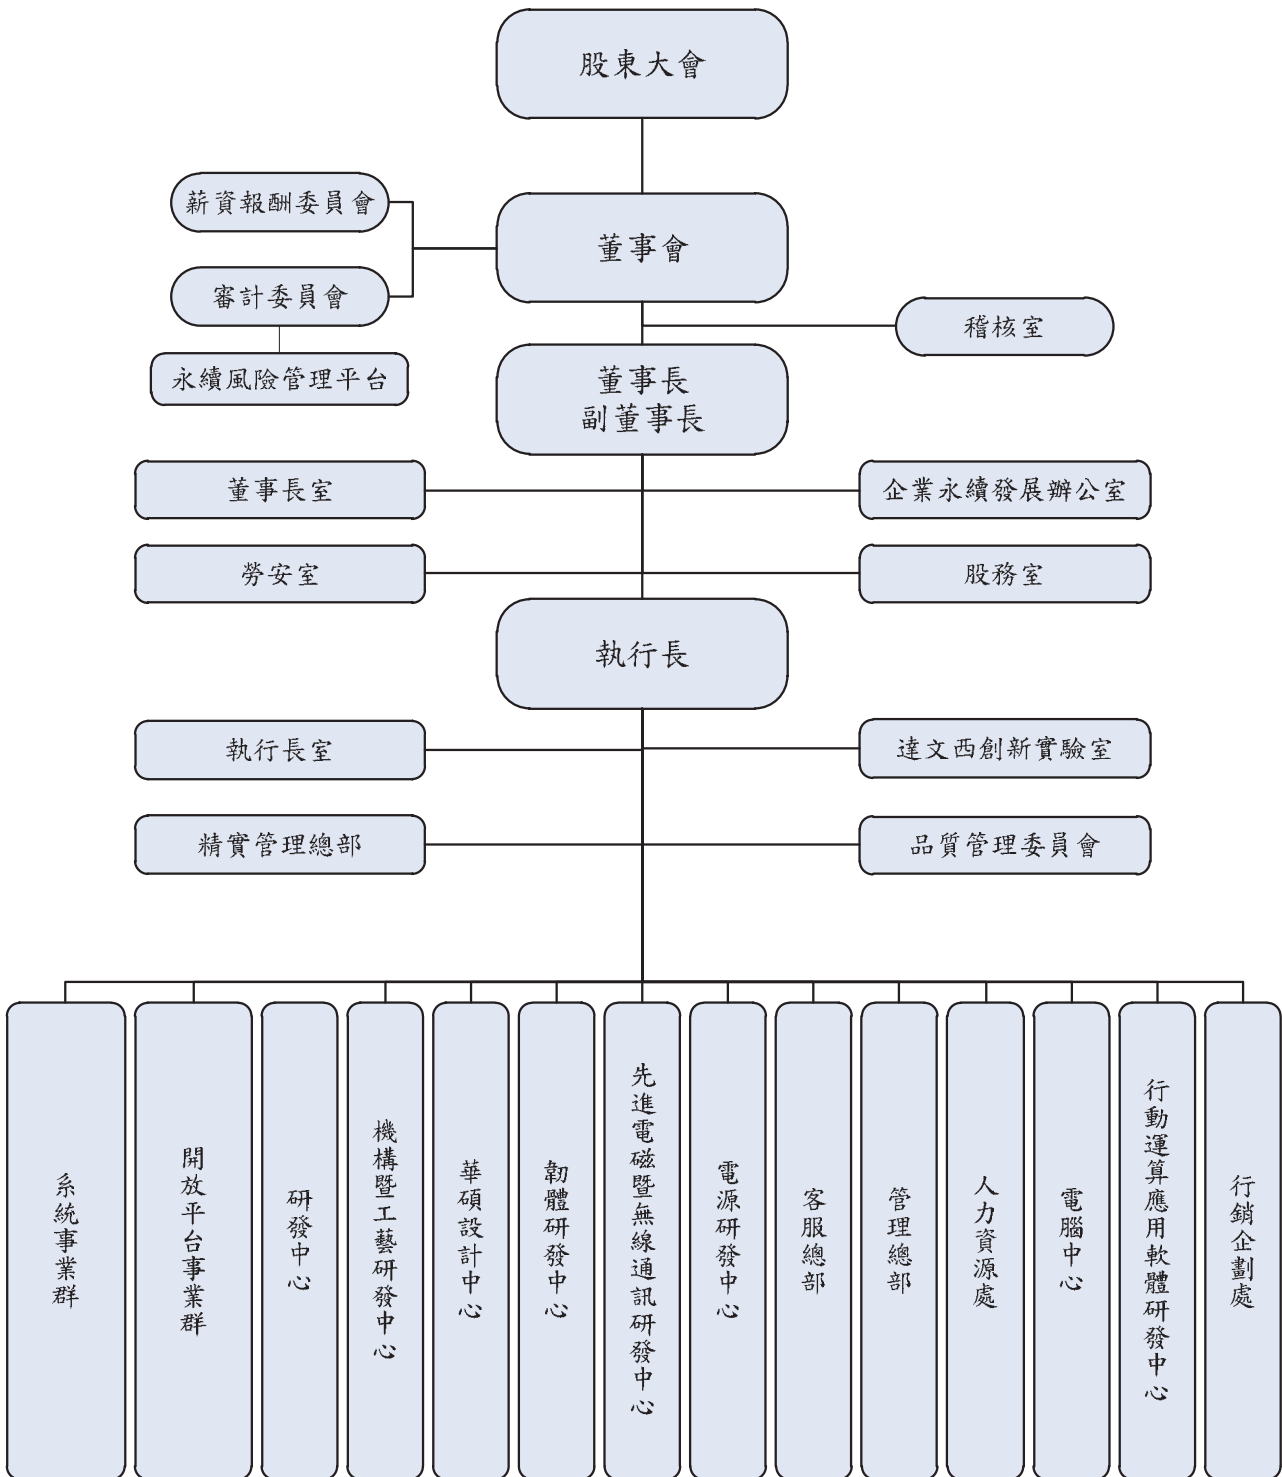 股東大會
薪資報酬委員會
董事會
審計委員會
稽核室
永續風險管理平台
董事長
副董事長
董事長室
企業永續發展辦公室
勞安室
股務室
執行長
執行長室
達文西創新實驗室
精實管理總部
品質管理委員會
系統事業群
開放平台事業群
研發中心
機構暨工藝研發中心
華碩設計中心
韌體研發中心
先進電磁暨無線通訊研發中心
電源研發中心
客服總部
管理總部
人力資源處
電腦中心
行動運算應用軟體研發中心
行銷企劃處